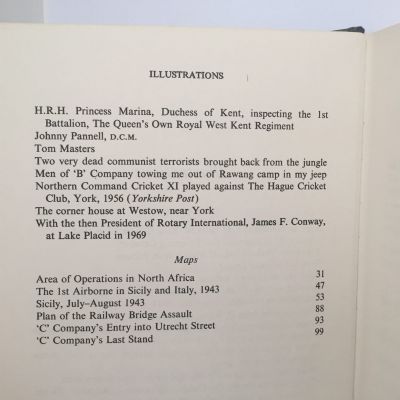 ILLUSTRATIONS
H.R.H. Princess Marina, Duchess of Kent, inspecting the 1st
Battalion, The Queen's Own Royal West Kent Regiment
Johnny Pannell, D.C.M.
Tom Masters
Two very dead communist terrorists brought back from the jungle
Men of 'B' Company towing me out of Rawang camp in my jeep
Northern Command Cricket XI played against The Hague Cricket
Club, York, 1956 (Yorkshire Post)
The corner house at Westow, near York
With the then President of Rotary International, James F. Conway,
at Lake Placid in 1969
Maps
Area of Operations in North Africa 31
The 1st Airborne in Sicily and Italy, 1943 47
Sicily, July–August 1943 53
Plan of the Railway Bridge Assault 88
'C' Company's Entry into Utrecht Street 93
'C' Company's Last Stand 99